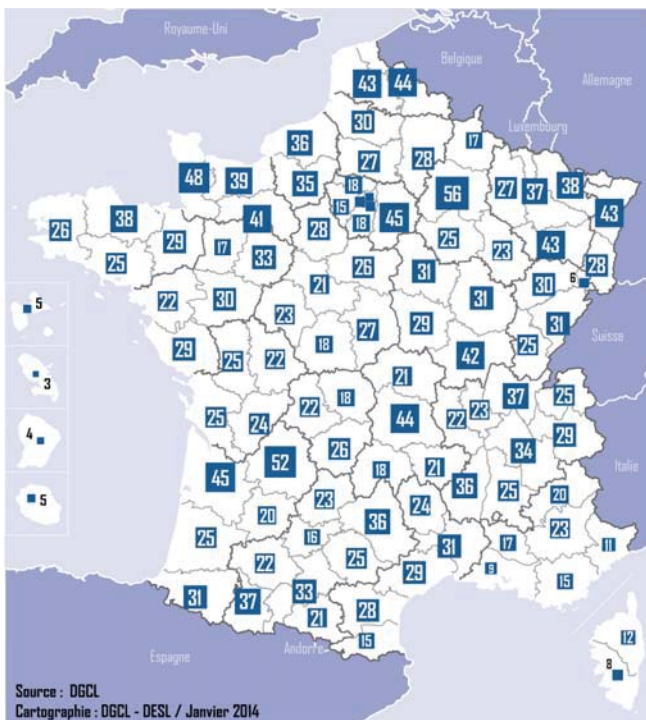 Royaume-Uni
Belgique
Allemagne
43 44
30
Luxembourg
17
36
27 28
48 39 35 18 56 27 37 38
15 45
43
26 38 41 28 18
29 25 43
25 17 33 23
26 31 28
6 30
5
22 30 21 31
23 31
Suisse
29 27 29 25
25 22 18 42
3
21
37 25
22 18 23
25 24 44 22
29
4
26 34
Italie
52 21
45 18 36
5
23 25 20
24
20 36
23
25 16 31 17 11
22 25
9
29 15
33
31 37 28
21
12
15
8
Espagne
Andorre
Source : DGCL
Cartographie : DGCL - DESL / Janvier 2014